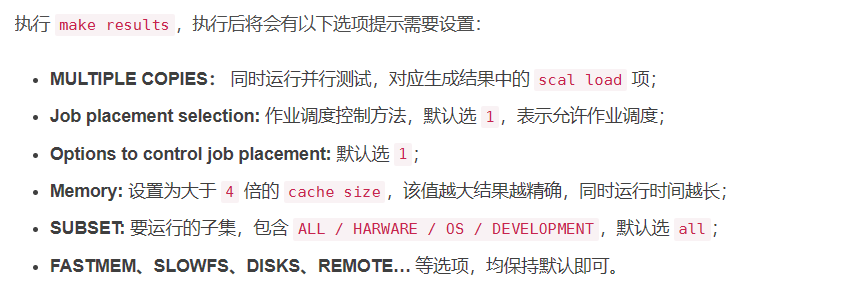 执行 make results，执行后将会有以下选项提示需要设置：
• MULTIPLE COPIES： 同时运行并行测试，对应生成结果中的 scal load 项；
• Job placement selection: 作业调度控制方法，默认选 1，表示允许作业调度；
• Options to control job placement: 默认选 1；
• Memory: 设置为大于 4 倍的 cache size，该值越大结果越精确，同时运行时间越长；
• SUBSET: 要运行的子集，包含 ALL / HARWARE / OS / DEVELOPMENT，默认选 all；
• FASTMEM、SLOWFS、DISKS、REMOTE… 等选项，均保持默认即可。